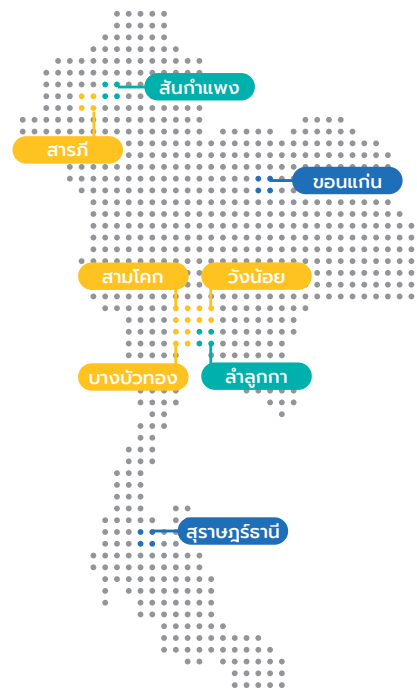 สันกำแพง
สารภี
ขอนแก่น
สามโคก
วังน้อย
บางบัวทอง
ลำลูกกา
สุราษฎร์ธานี